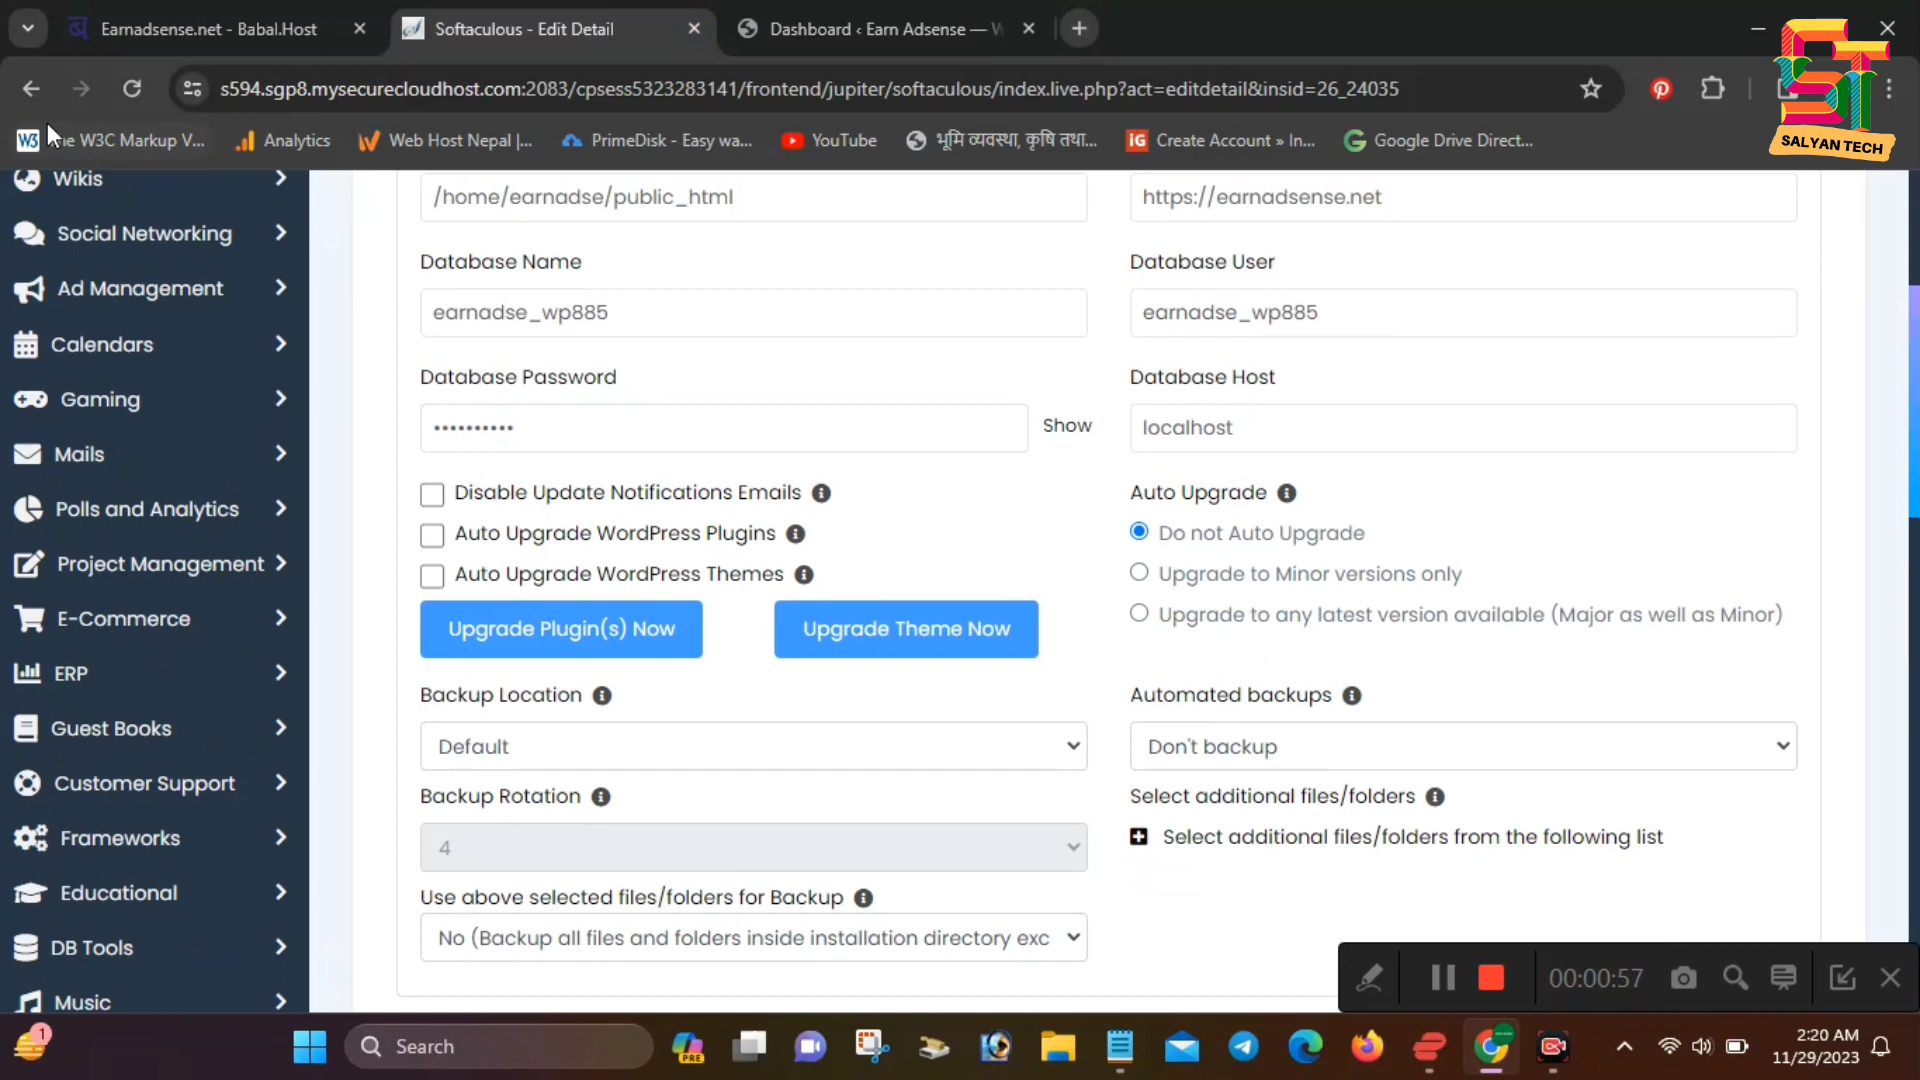 Earnadsense.net - Babal.Host
Softaculous - Edit Detail
Dashboard ‹ Earn Adsense — W
s594.sgp8.mysecurecloudhost.com:2083/cpsess5323283141/frontend/jupiter/softaculous/index.live.php?act=editdetail&insid=26_24035
ST
SALYAN TECH
W3
he W3C Markup V...
Analytics
Web Host Nepal |...
PrimeDisk - Easy wa...
YouTube
भूमि व्यवस्था, कृषि तथा...
iG
Create Account » In...
Google Drive Direct...
Wikis
Social Networking
Ad Management
Calendars
Gaming
Mails
Polls and Analytics
Project Management
E-Commerce
ERP
Guest Books
Customer Support
Frameworks
Educational
DB Tools
Music
/home/earnadse/public_html
https://earnadsense.net
Database Name
Database User
earnadse_wp885
earnadse_wp885
Database Password
Database Host
••••••••••
Show
localhost
Disable Update Notifications Emails
Auto Upgrade WordPress Plugins
Auto Upgrade WordPress Themes
Auto Upgrade
Do not Auto Upgrade
Upgrade to Minor versions only
Upgrade to any latest version available (Major as well as Minor)
Upgrade Plugin(s) Now
Upgrade Theme Now
Backup Location
Automated backups
Default
Don't backup
Backup Rotation
Select additional files/folders
4
Select additional files/folders from the following list
Use above selected files/folders for Backup
No (Backup all files and folders inside installation directory exc
00:00:57
1
Search
PRE
2:20 AM
11/29/2023